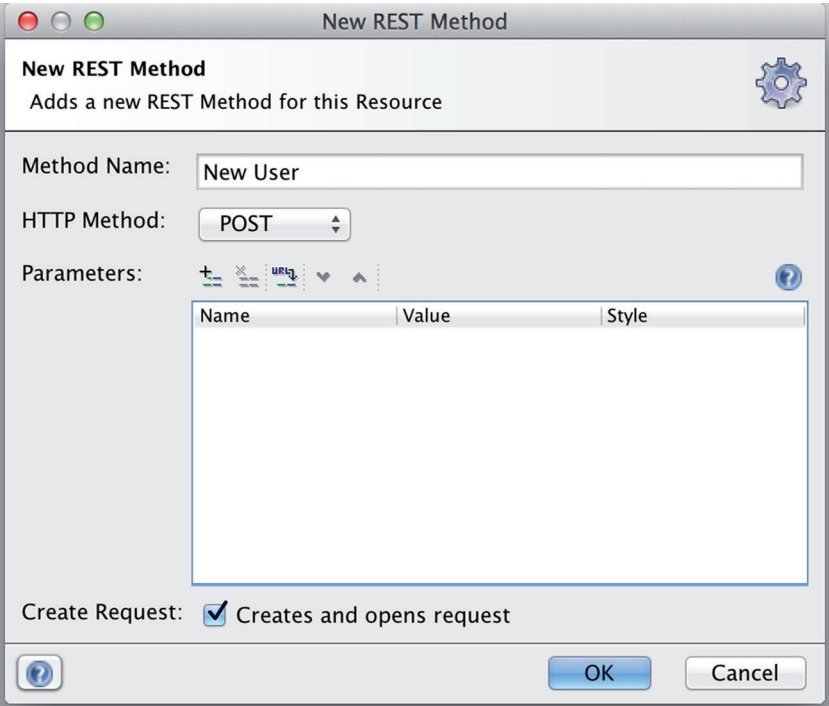 New REST Method
New REST Method
Adds a new REST Method for this Resource
Method Name: New User
HTTP Method: POST
Parameters:
URL
Name Value Style
Create Request: Creates and opens request
OK Cancel